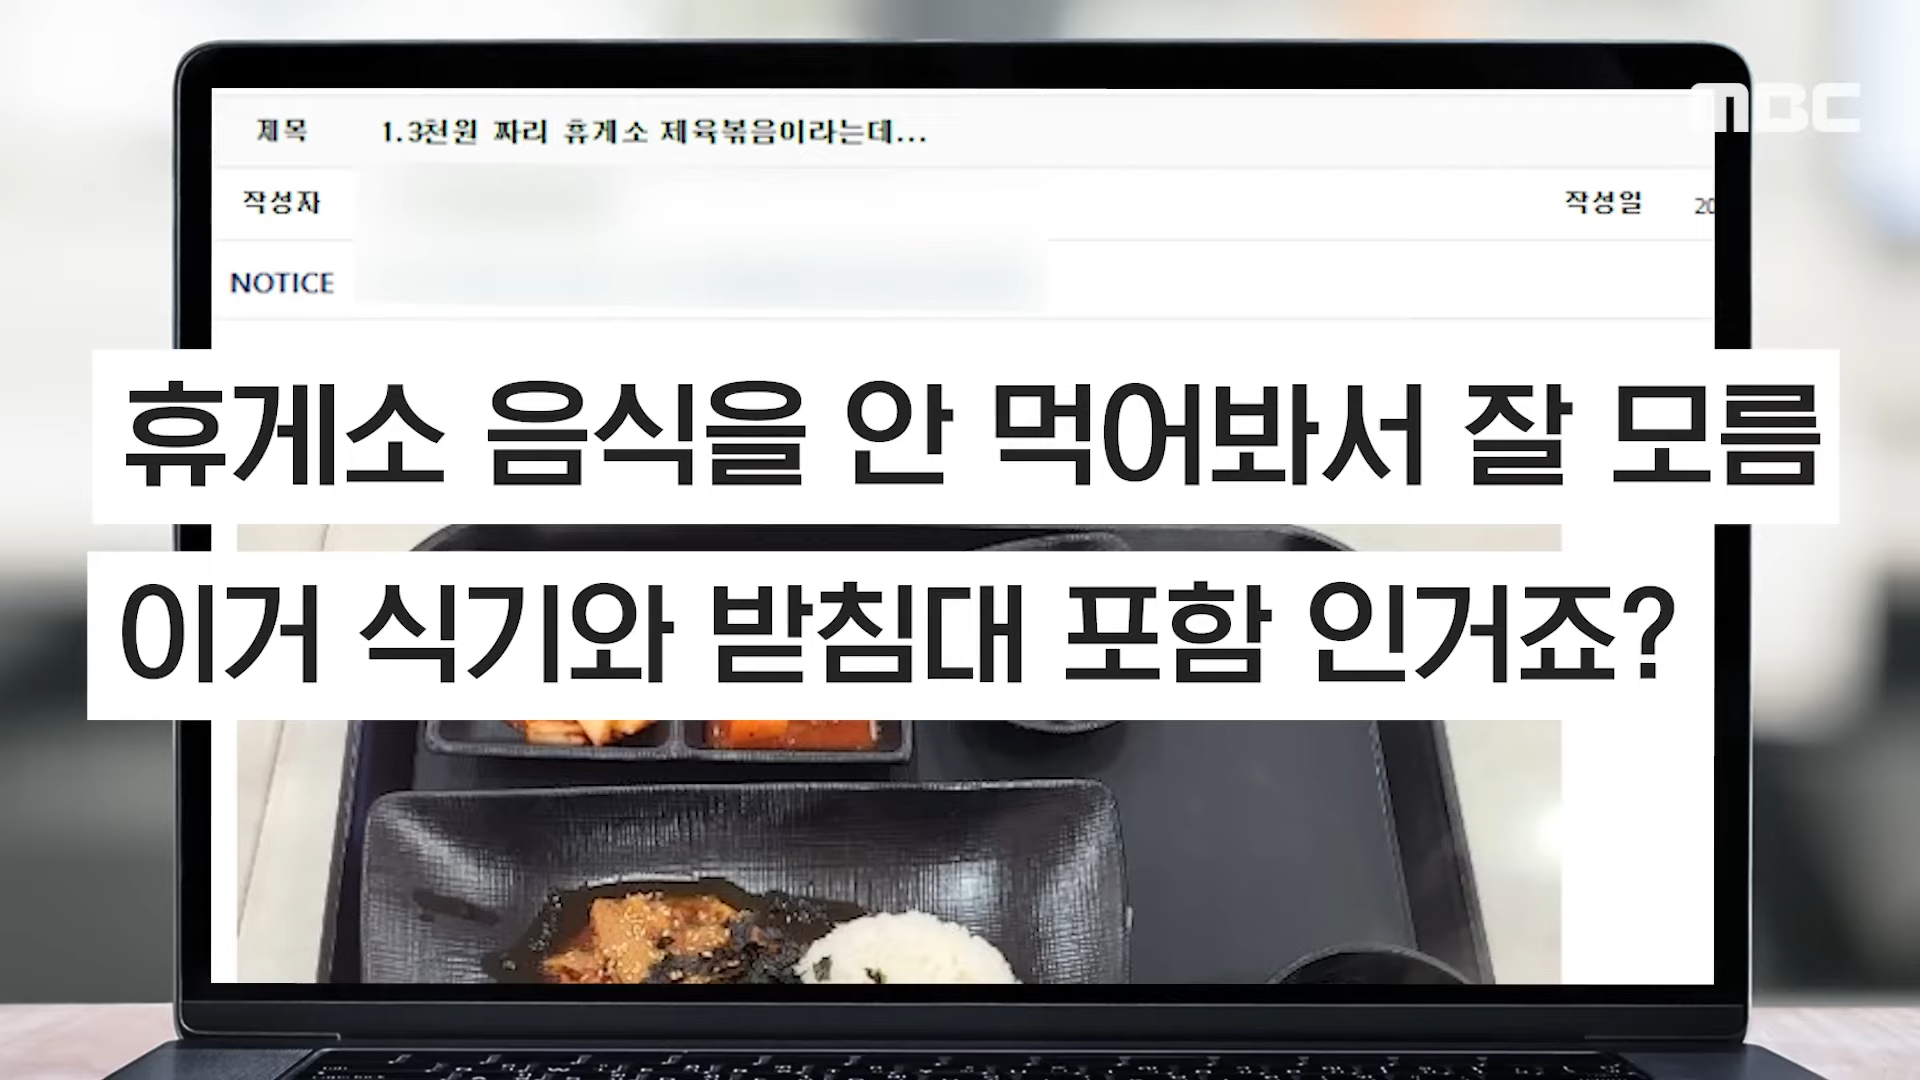 MBC
제목 1.3천원 짜리 휴게소 제육볶음이라는데...
작성자 작성일 20
NOTICE
휴게소 음식을 안 먹어봐서 잘 모름
이거 식기와 받침대 포함 인거죠?